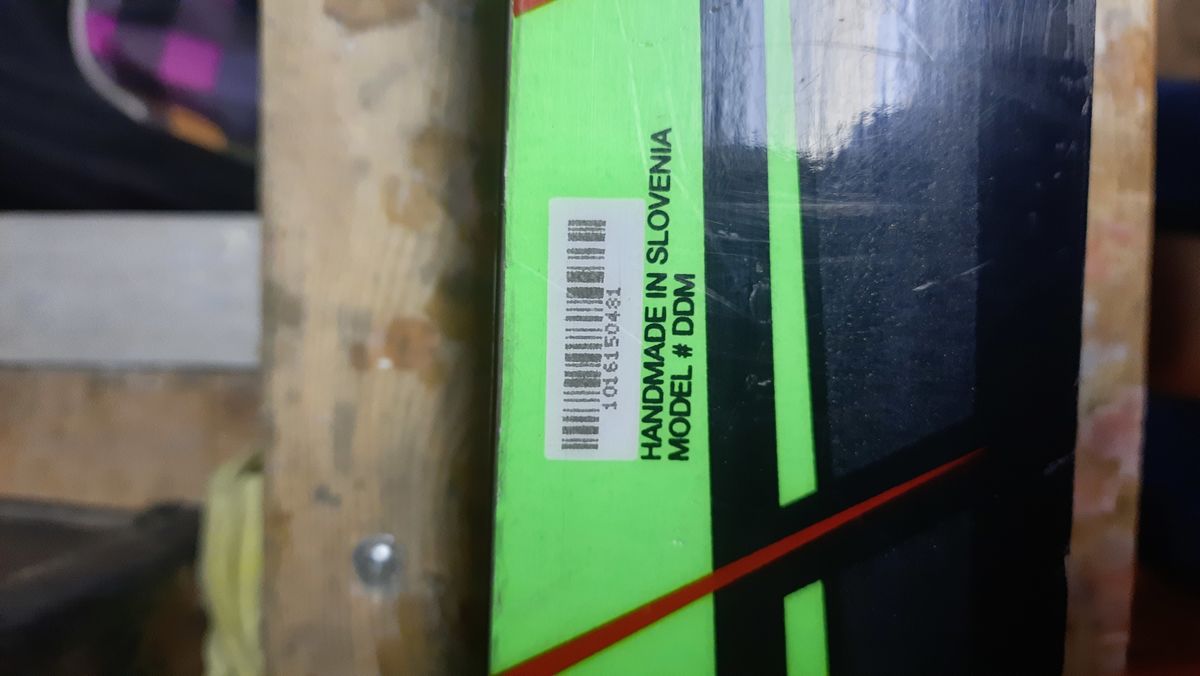 1016150481
HANDMADE IN SLOVENIA
MODEL # DDM